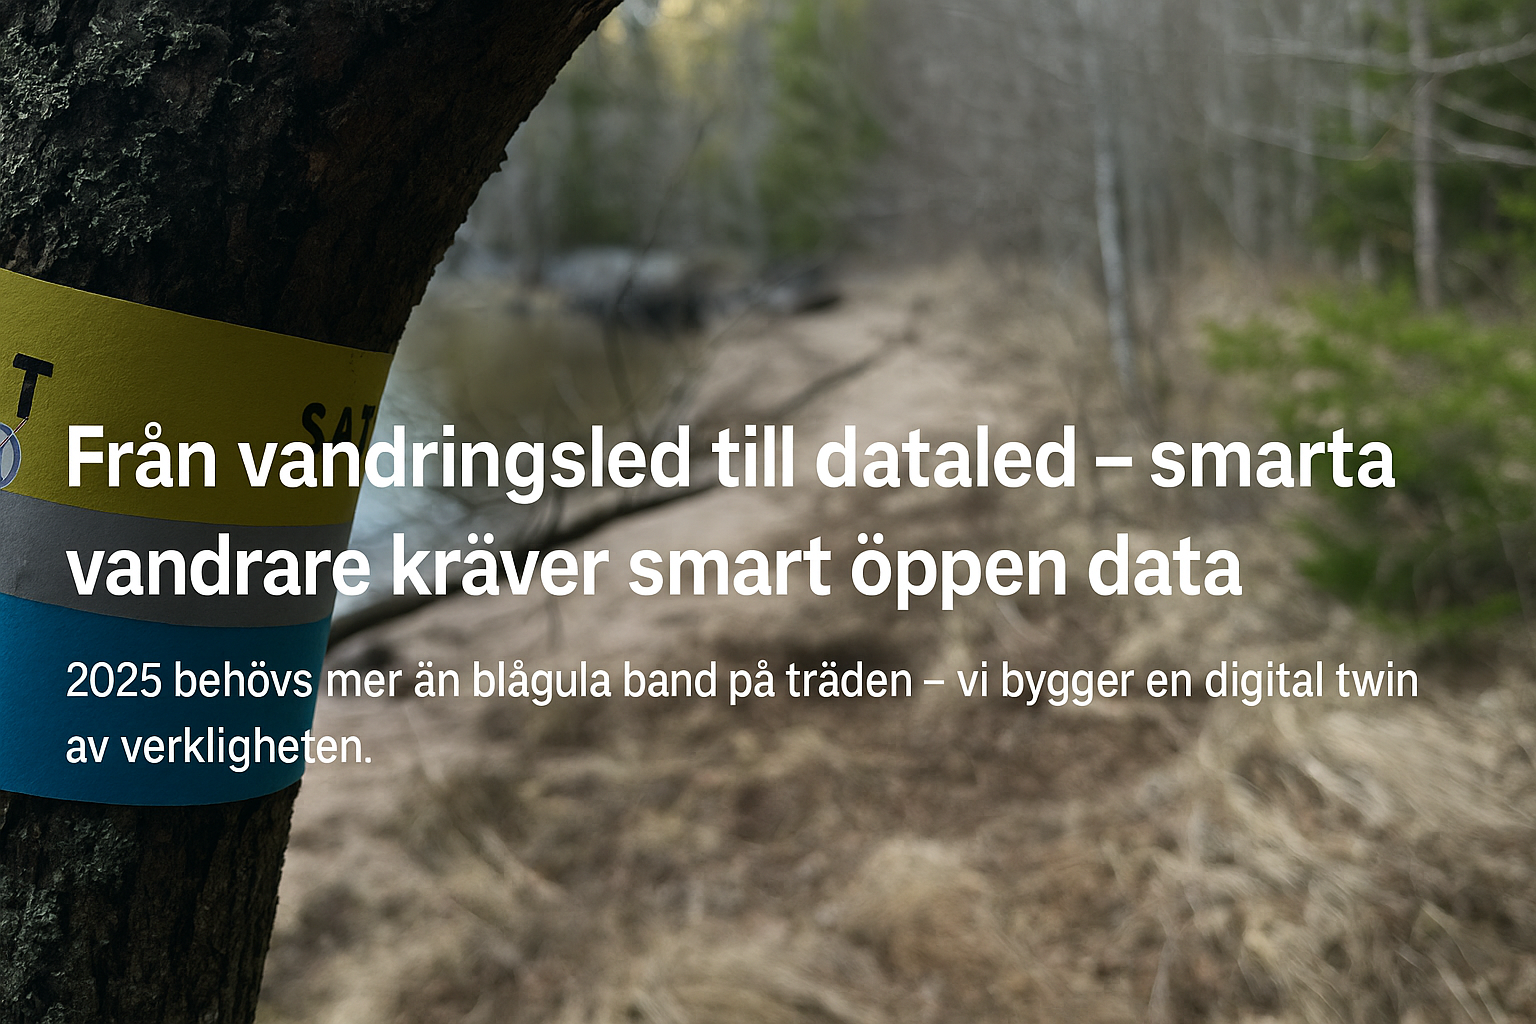 T
SAT
Från vandringsled till dataled – smarta
vandrare kräver smart öppen data
2025 behövs mer än blågula band på träden – vi bygger en digital twin
av verkligheten.